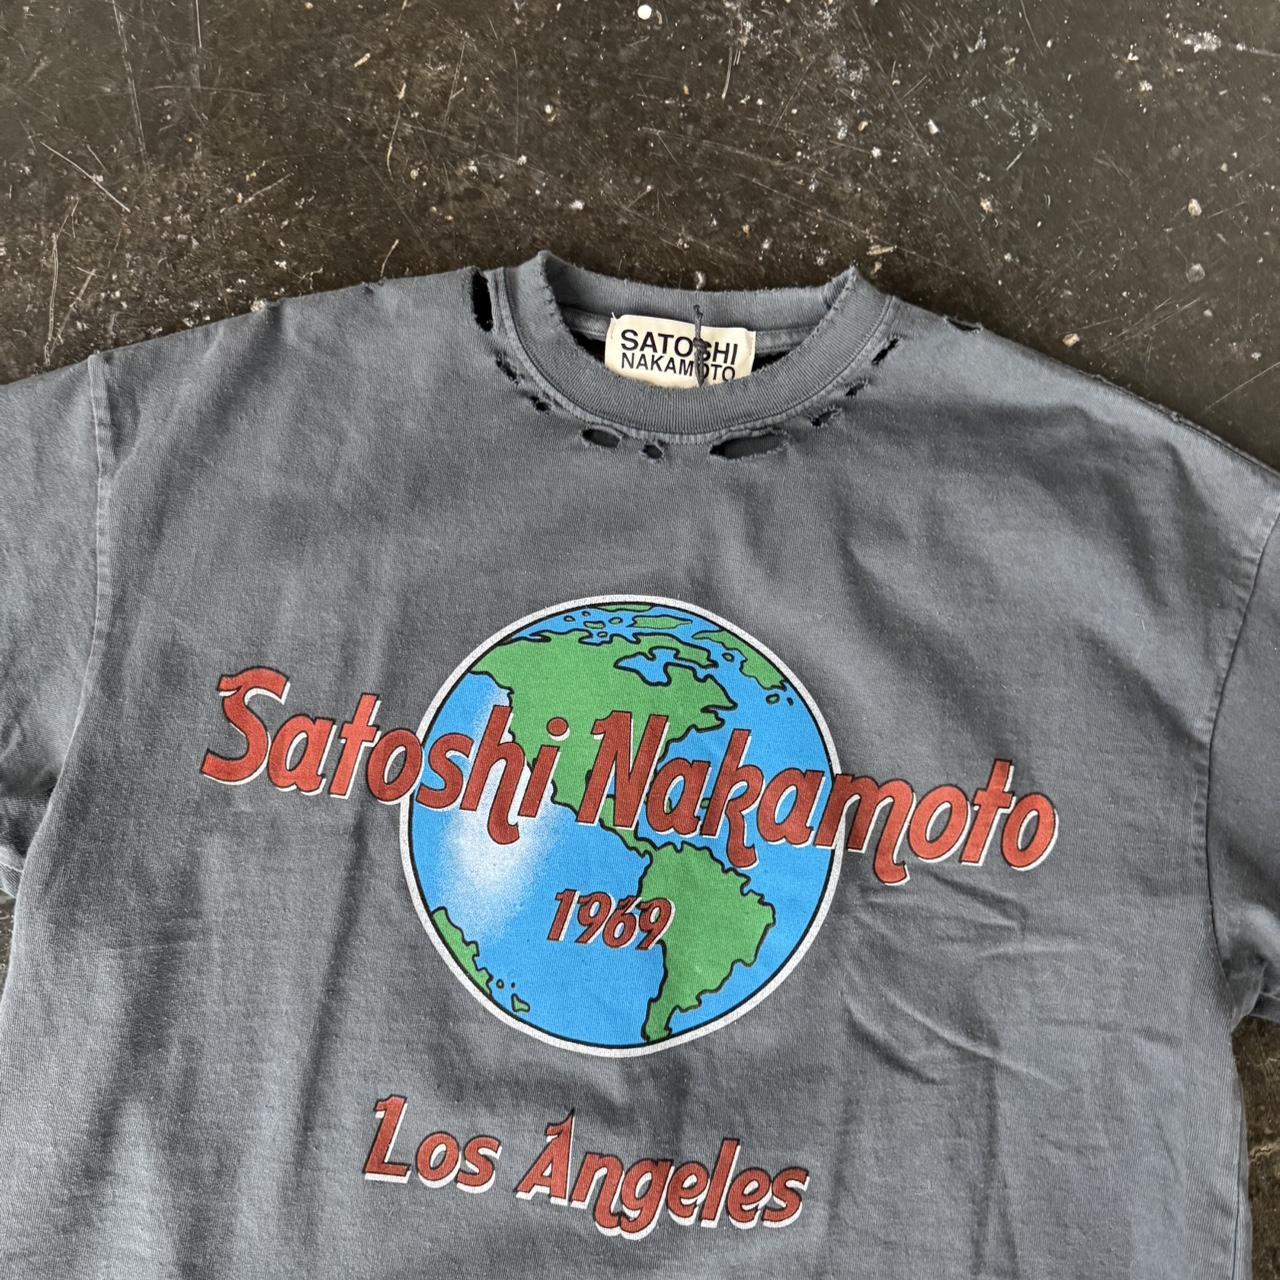 SATOSHI
NAKAMOTO
Satoshi Nakamoto
1969
Los Angeles